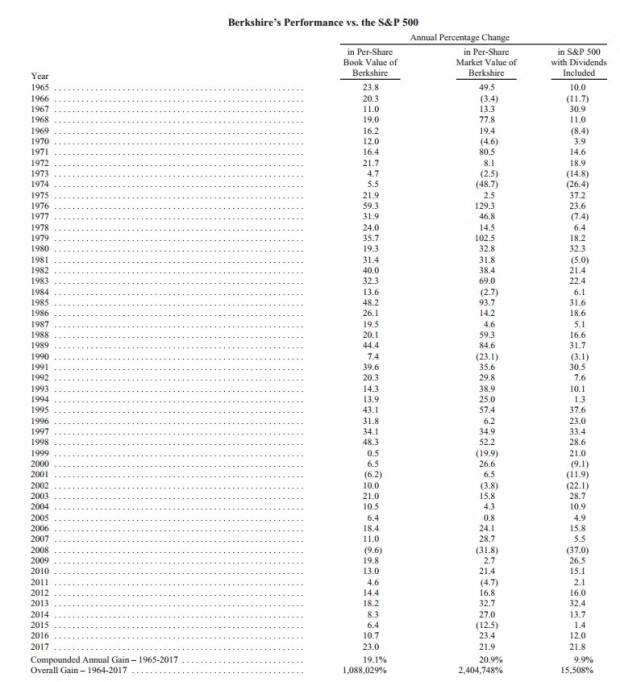 Berkshire's Performance vs. the S&P 500
Annual Percentage Change
in Per-Share in Per-Share in S&P 500
Book Value of Market Value of with Dividends
Year Berkshire Berkshire Included
1965 23.8 49.5 10.0
1966 20.3 (3.4) (11.7)
1967 11.0 13.3 30.9
1968 19.0 77.8 11.0
1969 16.2 19.4 (8.4)
1970 12.0 (4.6) 3.9
1971 16.4 80.5 14.6
1972 21.7 8.1 18.9
1973 4.7 (2.5) (14.8)
1974 5.5 (48.7) (26.4)
1975 21.9 2.5 37.2
1976 59.3 129.3 23.6
1977 31.9 46.8 (7.4)
1978 24.0 14.5 6.4
1979 35.7 102.5 18.2
1980 19.3 32.8 32.3
1981 31.4 31.8 (5.0)
1982 40.0 38.4 21.4
1983 32.3 69.0 22.4
1984 13.6 (2.7) 6.1
1985 48.2 93.7 31.6
1986 26.1 14.2 18.6
1987 19.5 4.6 5.1
1988 20.1 59.3 16.6
1989 44.4 84.6 31.7
1990 7.4 (23.1) (3.1)
1991 39.6 35.6 30.5
1992 20.3 29.8 7.6
1993 14.3 38.9 10.1
1994 13.9 25.0 1.3
1995 43.1 57.4 37.6
1996 31.8 6.2 23.0
1997 34.1 34.9 33.4
1998 48.3 52.2 28.6
1999 0.5 (19.9) 21.0
2000 6.5 26.6 (9.1)
2001 (6.2) 6.5 (11.9)
2002 10.0 (3.8) (22.1)
2003 21.0 15.8 28.7
2004 10.5 4.3 10.9
2005 6.4 0.8 4.9
2006 18.4 24.1 15.8
2007 11.0 28.7 5.5
2008 (9.6) (31.8) (37.0)
2009 19.8 2.7 26.5
2010 13.0 21.4 15.1
2011 4.6 (4.7) 2.1
2012 14.4 16.8 16.0
2013 18.2 32.7 32.4
2014 8.3 27.0 13.7
2015 6.4 (12.5) 1.4
2016 10.7 23.4 12.0
2017 23.0 21.9 21.8
Compounded Annual Gain – 1965-2017 19.1% 20.9% 9.9%
Overall Gain – 1964-2017 1,088,029% 2,404,748% 15,508%